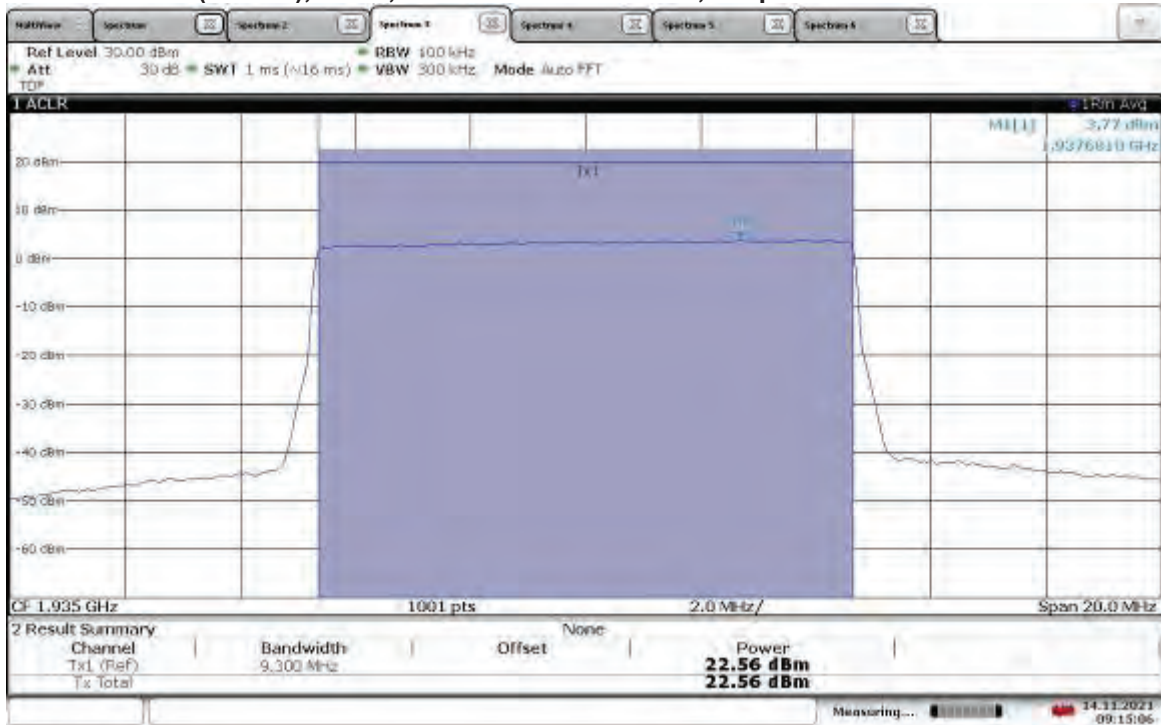 MultiView Spectrum Spectrum 2 Spectrum 3 Spectrum 4 Spectrum 5 Spectrum 6
Ref Level 30.00 dBm RBW 100 kHz
Att 30 dB SWT 1 ms (~16 ms) VBW 300 kHz Mode Auto FFT
TDF
1 ACLR 1Rm Avg
M1[1] 3.77 dBm
1.9376810 GHz
Tx1
20 dBm
10 dBm
M1
0 dBm
-10 dBm
-20 dBm
-30 dBm
-40 dBm
-50 dBm
-60 dBm
CF 1.935 GHz 1001 pts 2.0 MHz/ Span 20.0 MHz
2 Result Summary None
Channel Bandwidth Offset Power
Tx1 (Ref) 9.300 MHz 22.56 dBm
Tx Total 22.56 dBm
Measuring... 14.11.2021
09:15:06